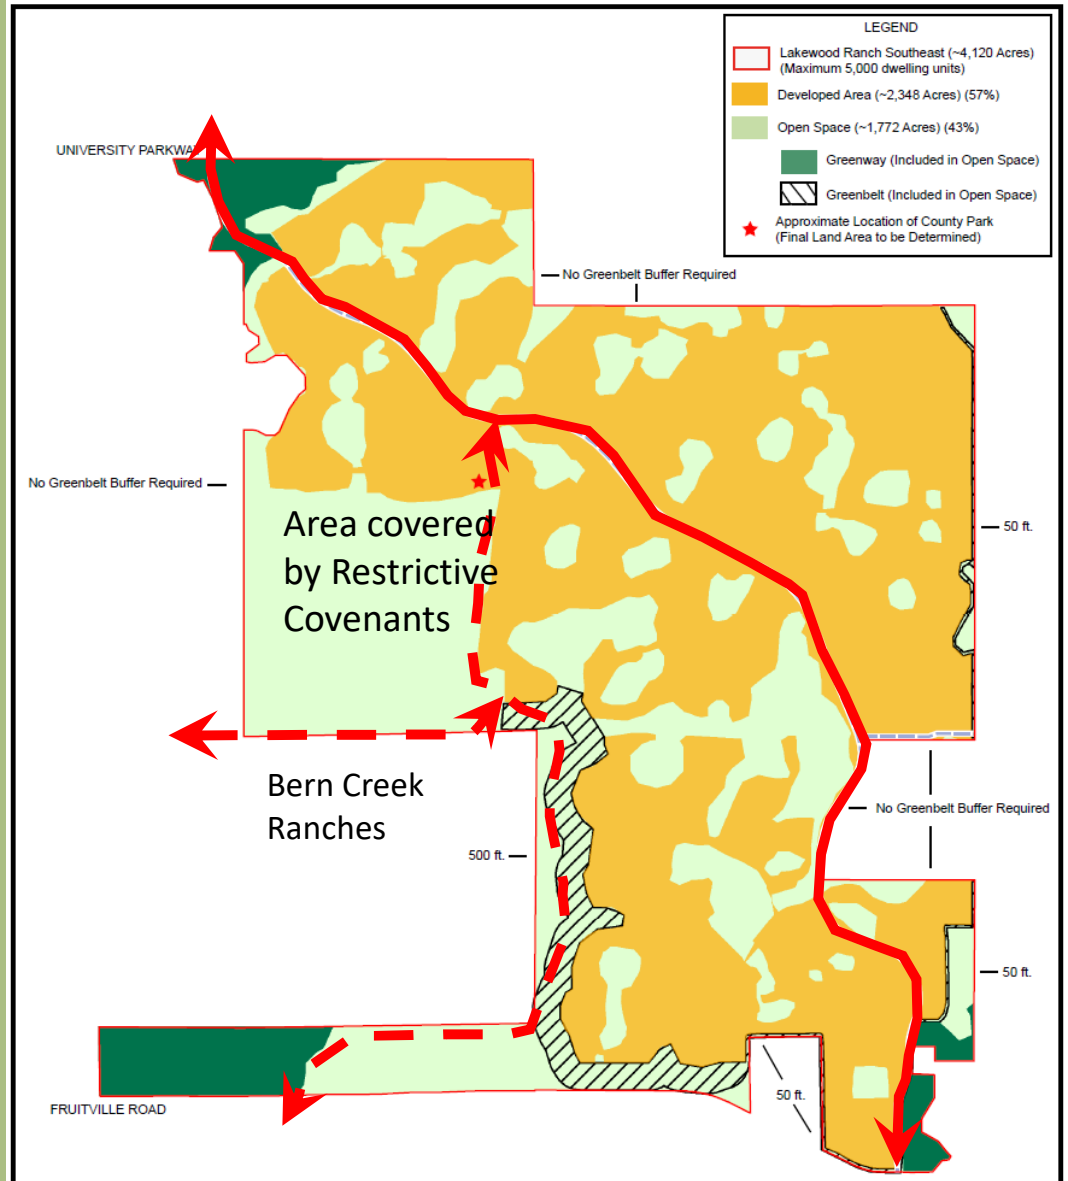 LEGEND
Lakewood Ranch Southeast (~4,120 Acres)
(Maximum 5,000 dwelling units)
Developed Area (~2,348 Acres) (57%)
Open Space (~1,772 Acres) (43%)
Greenway (Included in Open Space)
Greenbelt (Included in Open Space)
Approximate Location of County Park
(Final Land Area to be Determined)
UNIVERSITY PARKWA
No Greenbelt Buffer Required
No Greenbelt Buffer Required
Area covered
by Restrictive
Covenants
50 ft.
Bern Creek
Ranches
No Greenbelt Buffer Required
500 ft.
50 ft.
50 ft.
FRUITVILLE ROAD